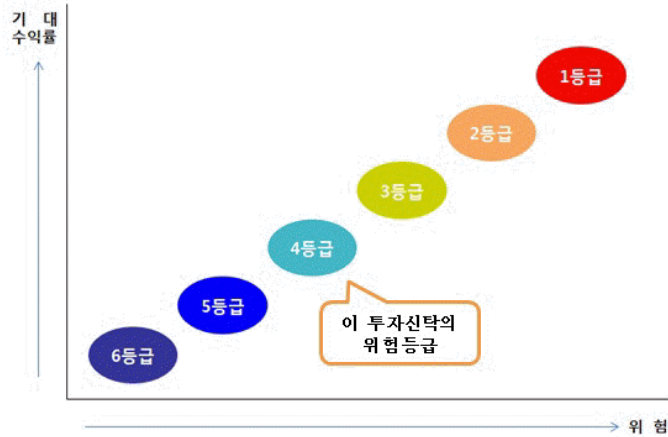 기 대
수익률
1등급
2등급
3등급
4등급
5등급
이 투자신탁의
위험등급
6등급
위 험